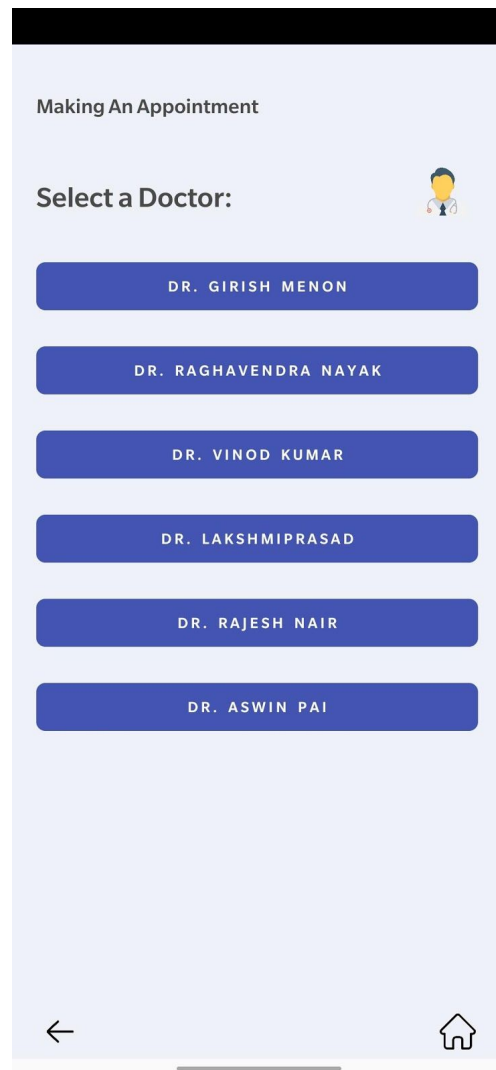 Making An Appointment
Select a Doctor:
DR. GIRISH MENON
DR. RAGHAVENDRA NAYAK
DR. VINOD KUMAR
DR. LAKSHMIPRASAD
DR. RAJESH NAIR
DR. ASWIN PAI